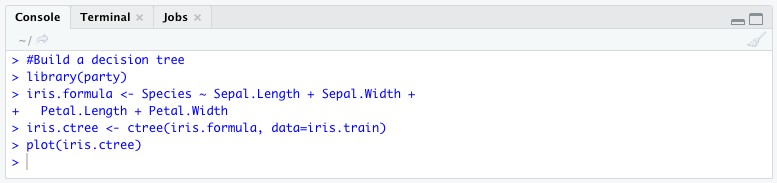 Console Terminal × Jobs ×
~/
> #Build a decision tree
> library(party)
> iris.formula <- Species ~ Sepal.Length + Sepal.Width +
+   Petal.Length + Petal.Width
> iris.ctree <- ctree(iris.formula, data=iris.train)
> plot(iris.ctree)
>